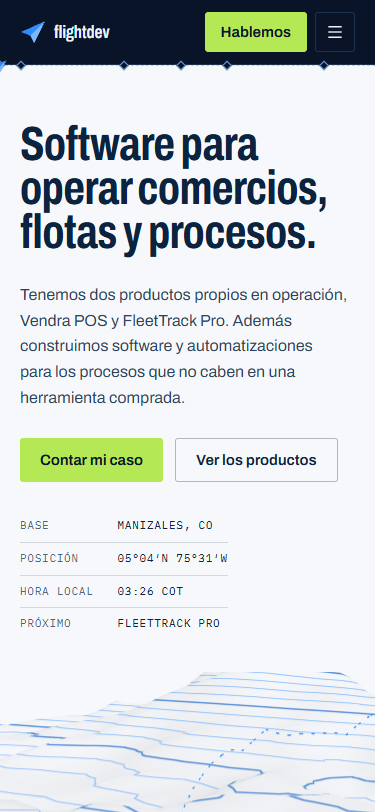 flightdev
Hablemos
Software para
operar comercios,
flotas y procesos.
Tenemos dos productos propios en operación,
Vendra POS y FleetTrack Pro. Además
construimos software y automatizaciones
para los procesos que no caben en una
herramienta comprada.
Contar mi caso
Ver los productos
BASE MANIZALES, CO
POSICIÓN 05°04′N 75°31′W
HORA LOCAL 03:26 COT
PRÓXIMO FLEETTRACK PRO